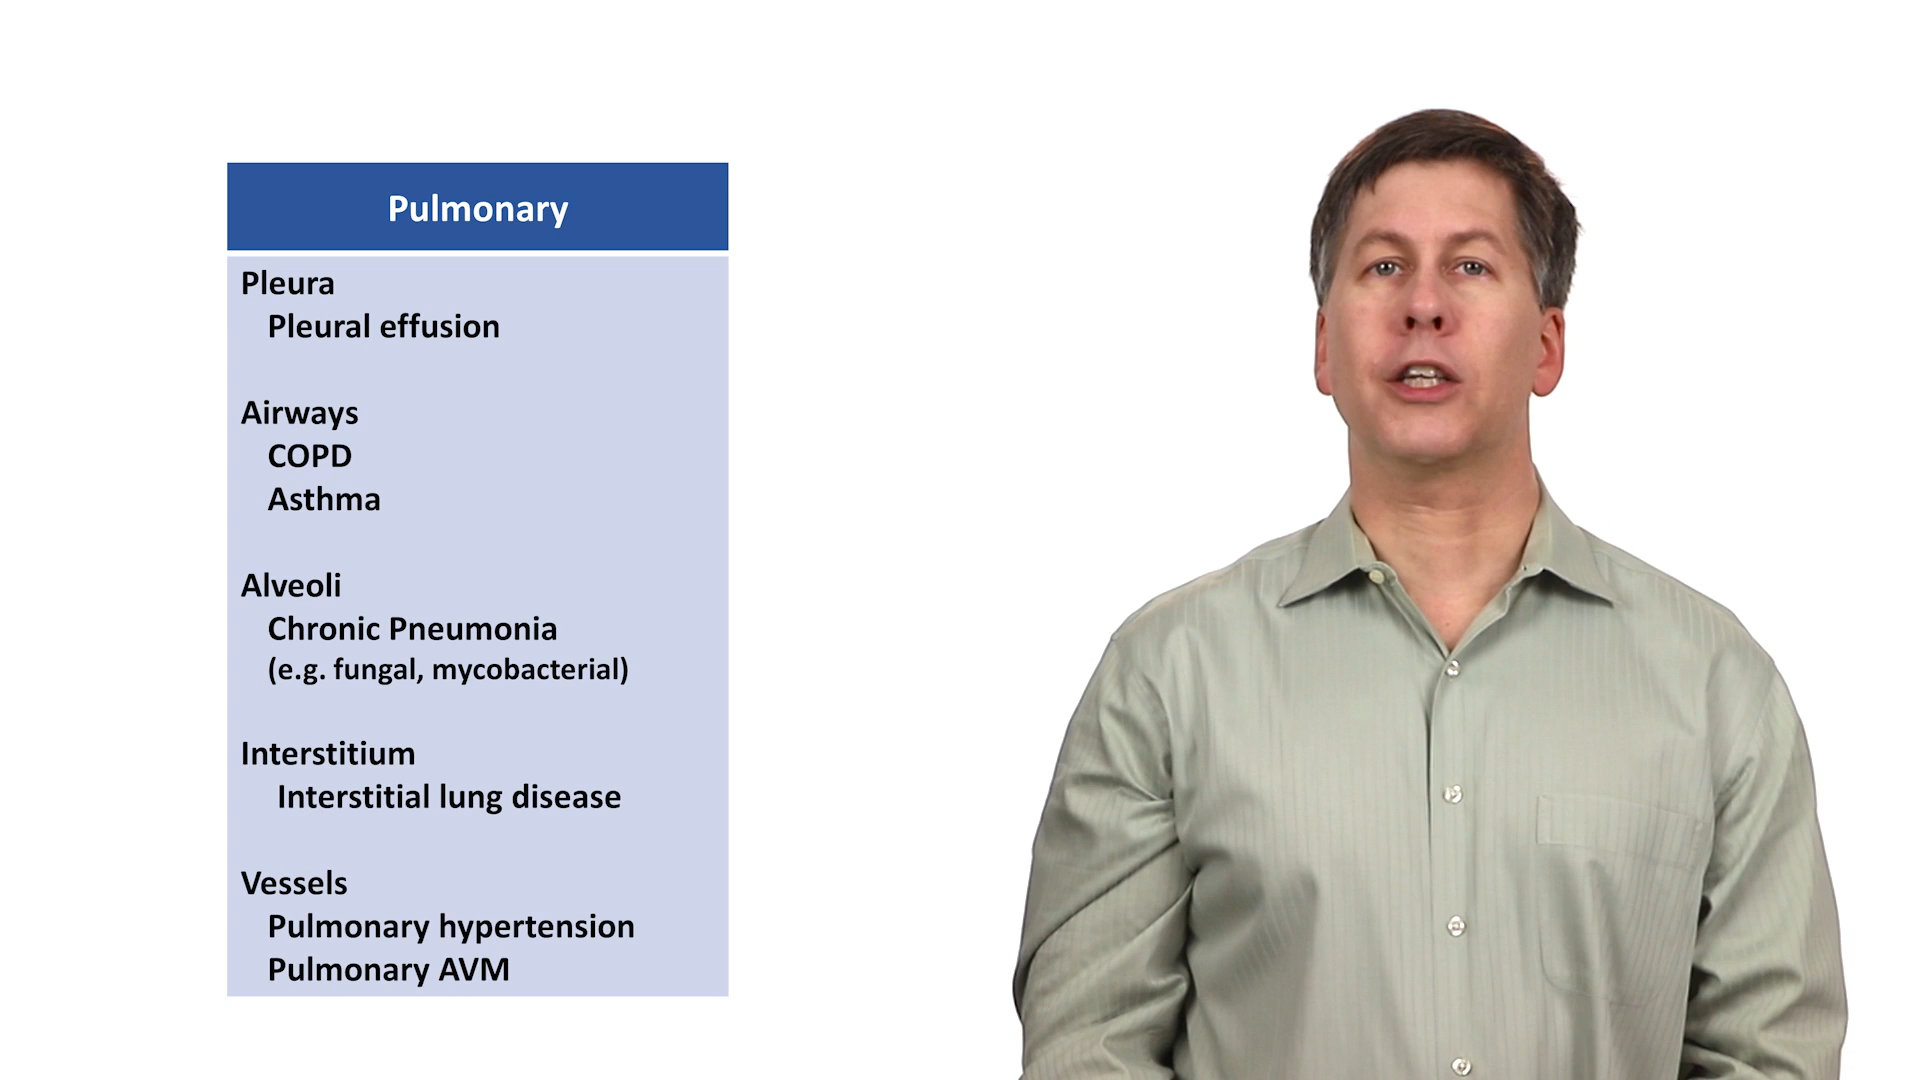 Pulmonary
Pleura
Pleural effusion
Airways
COPD
Asthma
Alveoli
Chronic Pneumonia
(e.g. fungal, mycobacterial)
Interstitium
Interstitial lung disease
Vessels
Pulmonary hypertension
Pulmonary AVM